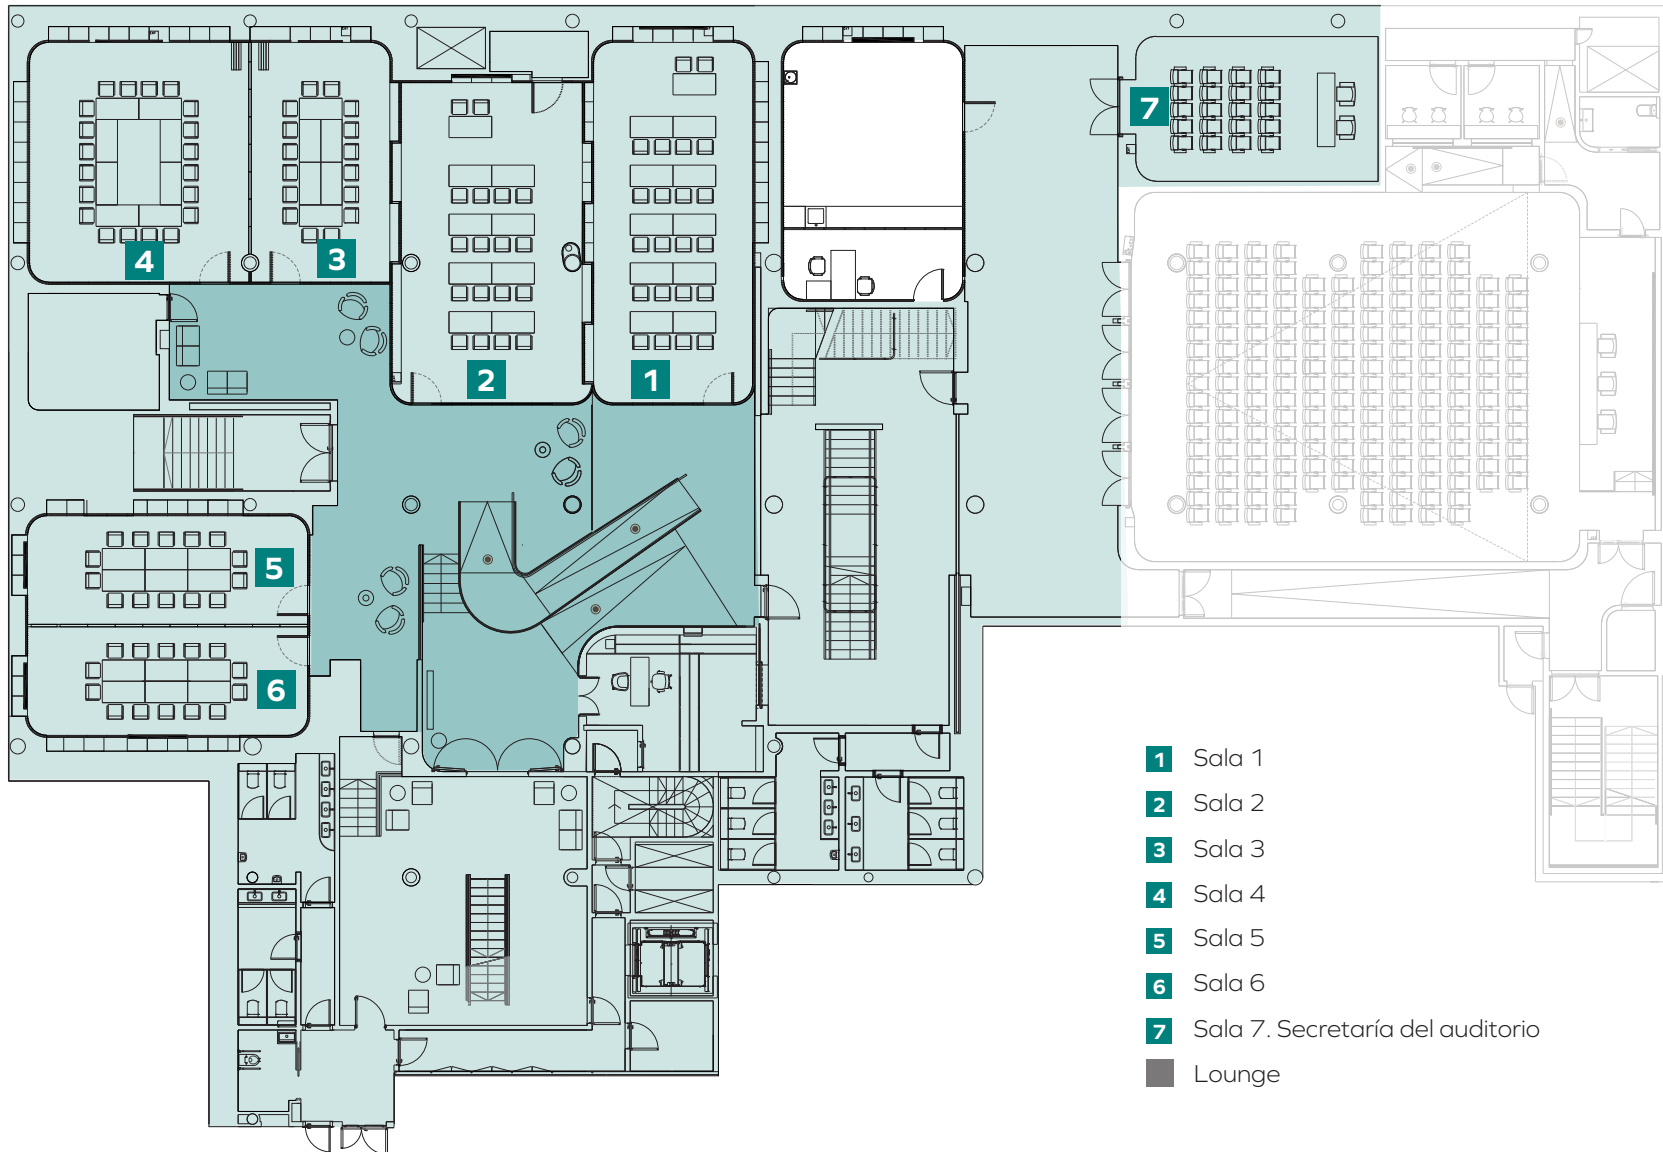 7
4
3
2
1
5
6
1 Sala 1
2 Sala 2
3 Sala 3
4 Sala 4
5 Sala 5
6 Sala 6
7 Sala 7. Secretaría del auditorio
Lounge